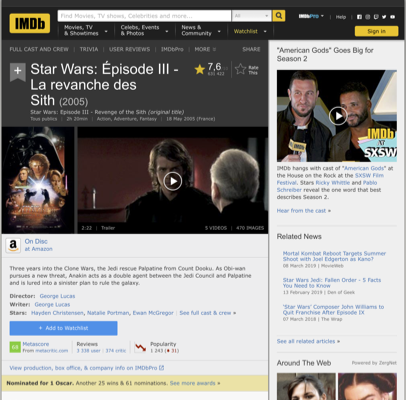 IMDb
Find Movies, TV shows, Celebrities and more...
All
IMDbPro
Help
Movies, TV
& Showtimes
Celebs, Events
& Photos
News &
Community
Watchlist
Sign in
FULL CAST AND CREW | TRIVIA | USER REVIEWS | IMDbPro | MORE
SHARE
Star Wars: Épisode III -
La revanche des
Sith (2005)
7,6
Rate
This
Star Wars: Episode III - Revenge of the Sith (original title)
Tous publics | 2h 20min | Action, Adventure, Fantasy | 18 May 2005 (France)
2:22 | Trailer
5 VIDEOS | 470 IMAGES
On Disc
at Amazon
Three years into the Clone Wars, the Jedi rescue Palpatine from Count Dooku. As Obi-wan
pursues a new threat, Anakin acts as a double agent between the Jedi Council and Palpatine
and is lured into a sinister plan to rule the galaxy.
Director: George Lucas
Writer: George Lucas
Stars: Hayden Christensen, Natalie Portman, Ewan McGregor | See full cast & crew »
+ Add to Watchlist
68
Metascore
From metacritic.com
Reviews
3 338 user | 374 critic
Popularity
1 243 (31)
View production, box office, & company info on IMDbPro
Nominated for 1 Oscar. Another 25 wins & 61 nominations. See more awards »
"American Gods" Goes Big for
Season 2
IMDb
at
SXSW
IMDb hangs with cast of "American Gods" at
the House on the Rock at the SXSW Film
Festival. Stars Ricky Whittle and Pablo
Schreiber reveal the one word that best
describes Season 2.
Hear from the cast »
Related News
Mortal Kombat Reboot Targets Summer
Shoot with Joel Edgerton as Kano?
08 March 2019 | MovieWeb
Star Wars Jedi: Fallen Order - 5 Facts
You Need to Know
13 February 2019 | Den of Geek
'Star Wars' Composer John Williams to
Quit Franchise After Episode IX
07 March 2018 | The Wrap
See all related articles »
Around The Web
Powered by ZergNet